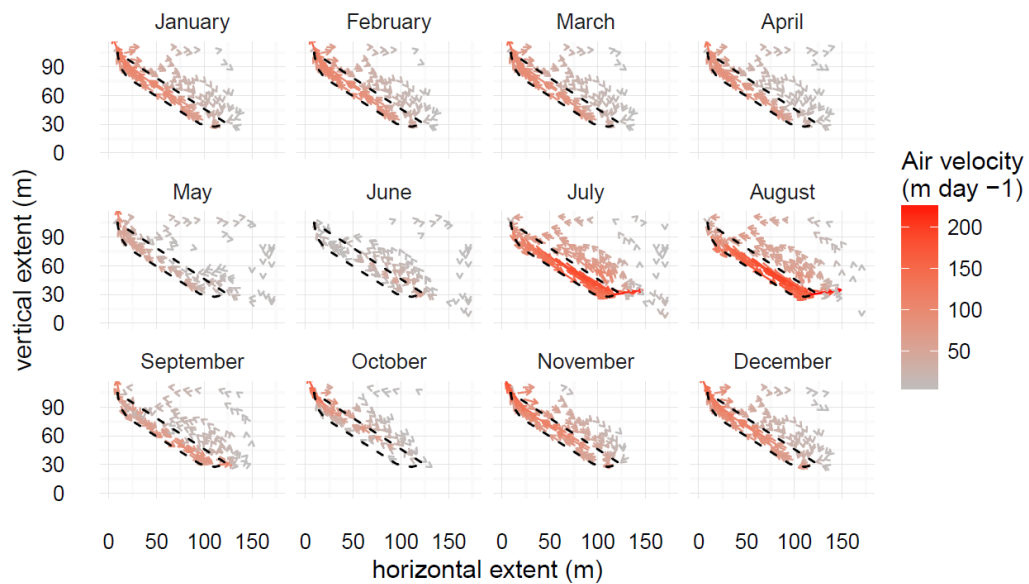 January February March April
90
60
30
0
May June July August
90
60
30
0
September October November December
90
60
30
0
0 50 100 150 0 50 100 150 0 50 100 150 0 50 100 150
horizontal extent (m)
vertical extent (m)
Air velocity
(m day −1)
200
150
100
50